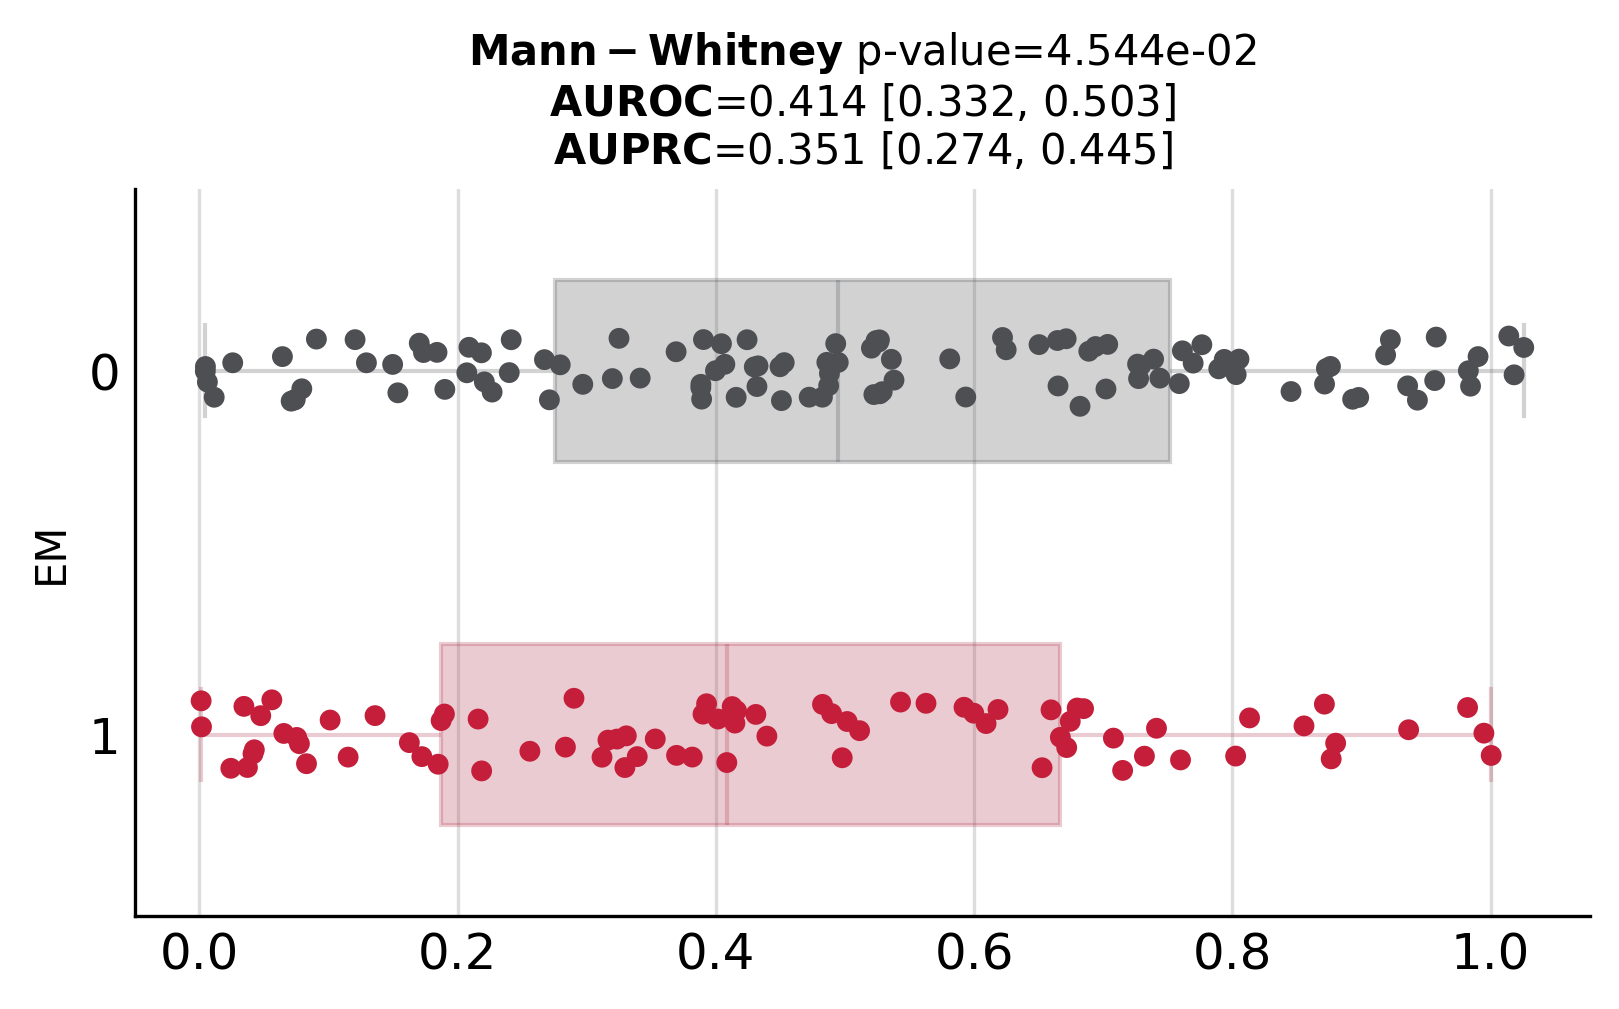 Mann − Whitney p-value=4.544e-02
AUROC=0.414 [0.332, 0.503]
AUPRC=0.351 [0.274, 0.445]
0
EM
1
0.0 0.2 0.4 0.6 0.8 1.0